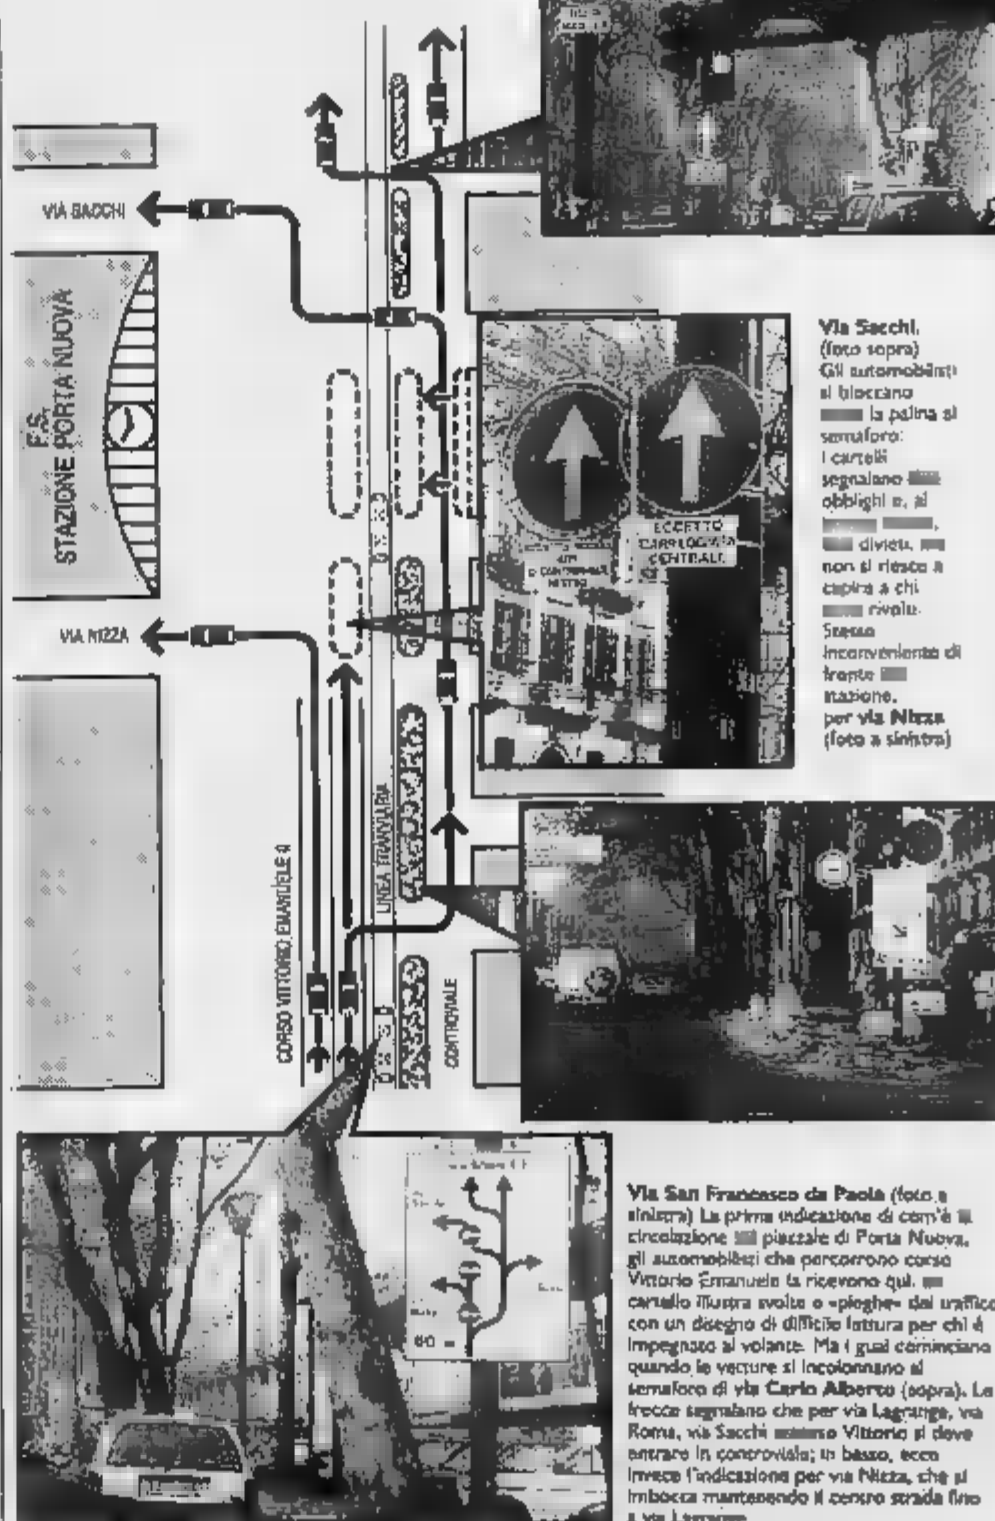 VIA SACCHI
F.S.
STAZIONE PORTA NUOVA
VIA NIZZA
CORSO VITTORIO EMANUELE II
LINEA TRANVIARIA
CONTROVIALE
ECCETTO
CARREGGIATA
CENTRALE
Via Sacchi.
(foto sopra)
Gli automobilisti
si bloccano
la palina al
semaforo:
i cartelli
segnalano
obblighi e, al
divieti,
non si riesce a
capire a chi
rivolti.
Stesso
inconveniente di
fronte
stazione,
per via Nizza
(foto a sinistra)
Via San Francesco da Paola (foto a
sinistra) La prima indicazione di com'è
circolazione piazzale di Porta Nuova,
gli automobilisti che percorrono corso
Vittorio Emanuele la ricevono qui.
cartello illustra svolte e «pieghe» del traffico
con un disegno di difficile lettura per chi è
impegnato al volante. Ma i guai cominciano
quando le vetture si incolonnano al
semaforo di via Carlo Alberto (sopra). Le
frecce segnalano che per via Lagrange, via
Roma, via Sacchi Vittorio si deve
entrare in controviale; in basso, ecco
invece l'indicazione per via Nizza, che si
imbocca mantenendo il centro strada fino
a via Lagrange